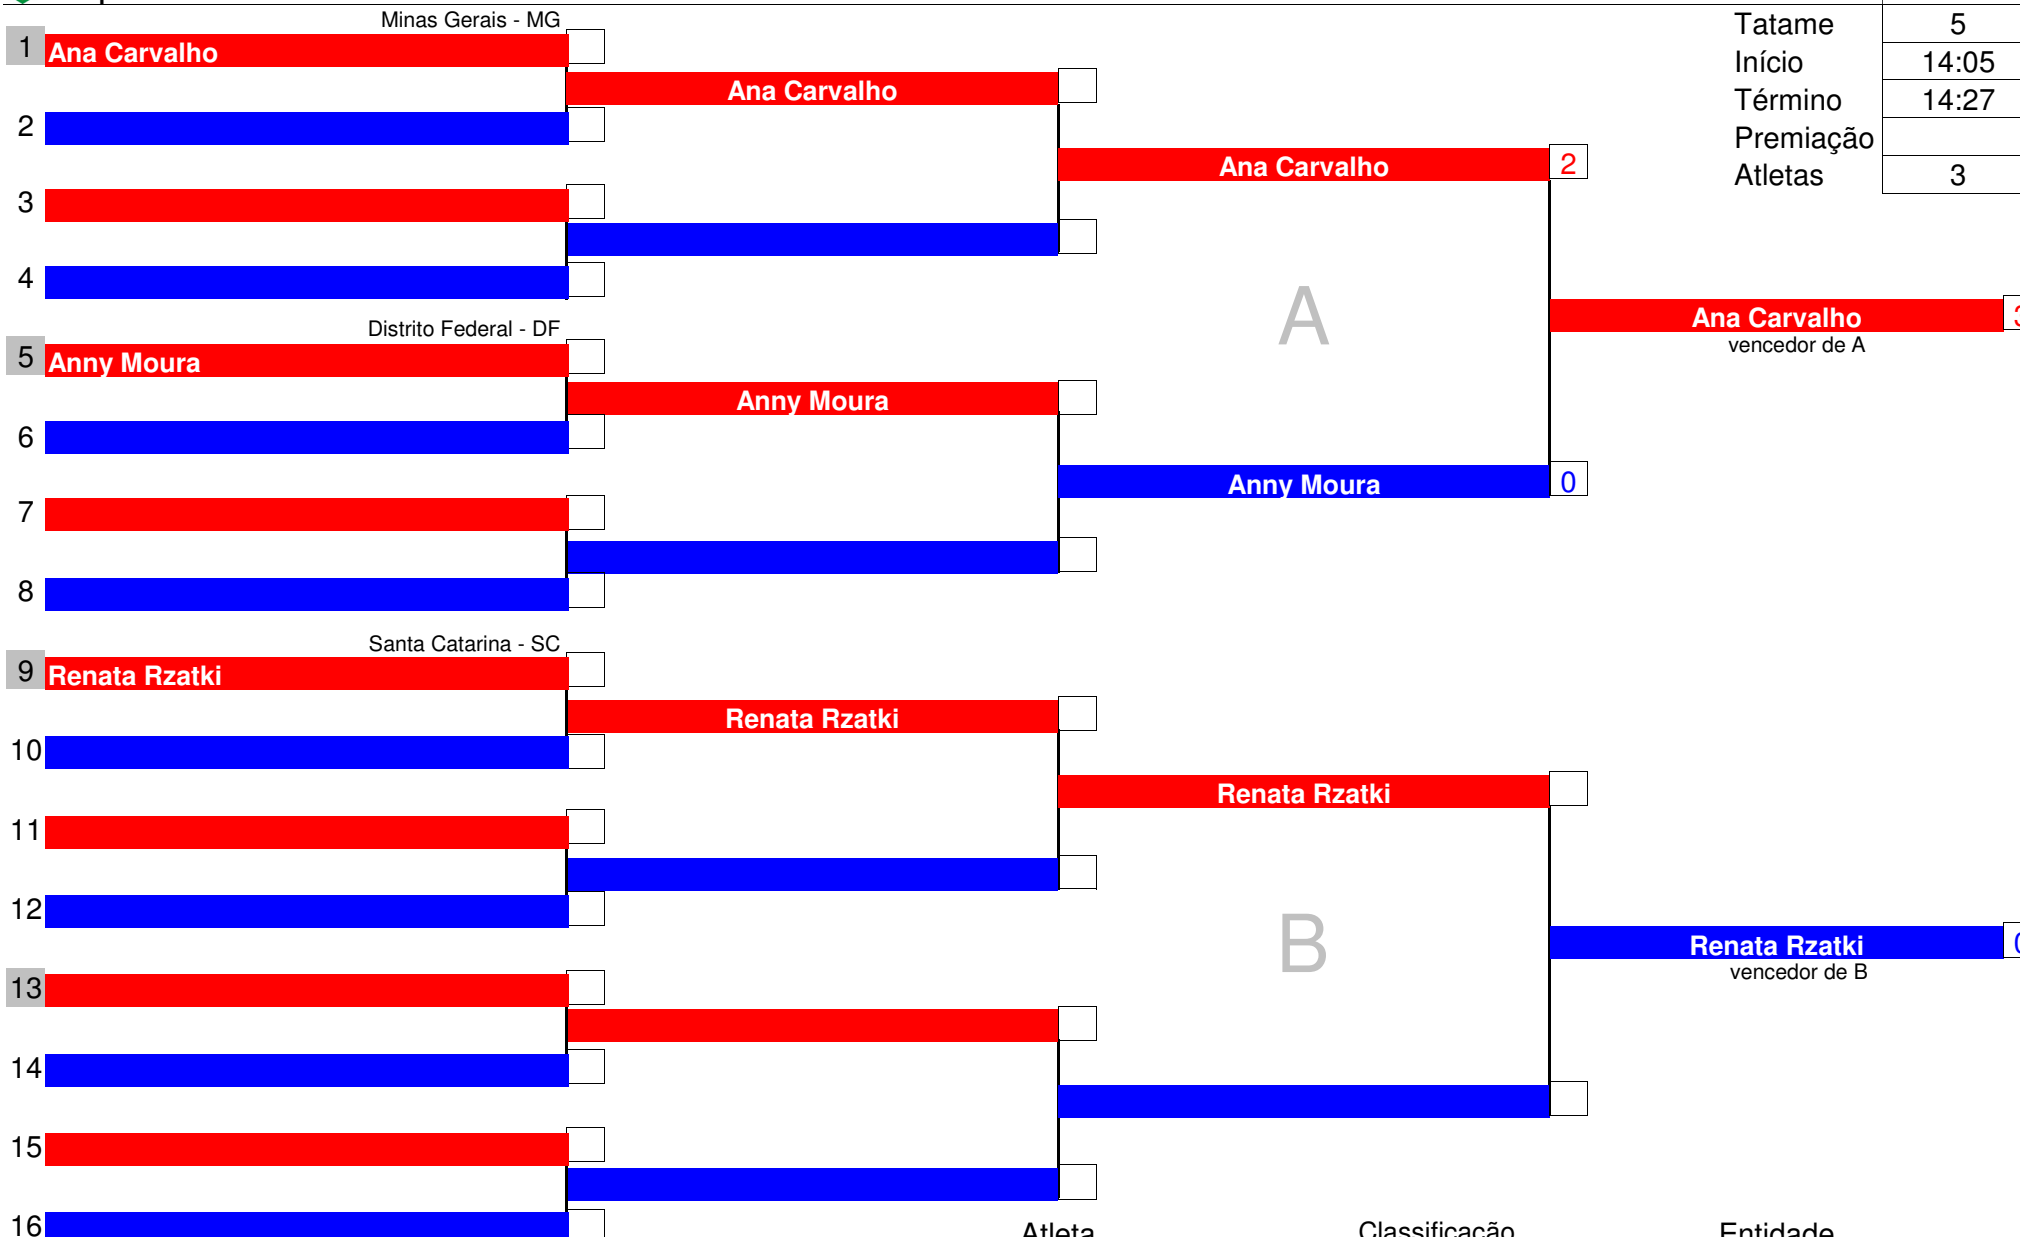 Minas Gerais - MG
1 Ana Carvalho
Ana Carvalho
2
Ana Carvalho 2
3
4
Tatame 5
Início 14:05
Término 14:27
Premiação
Atletas 3
A
Ana Carvalho
vencedor de A
Distrito Federal - DF
5 Anny Moura
Anny Moura
6
Anny Moura 0
7
8
Santa Catarina - SC
9 Renata Rzatki
Renata Rzatki
10
Renata Rzatki
11
12
B
Renata Rzatki
vencedor de B
13
14
15
16
Atleta Classificação Entidade